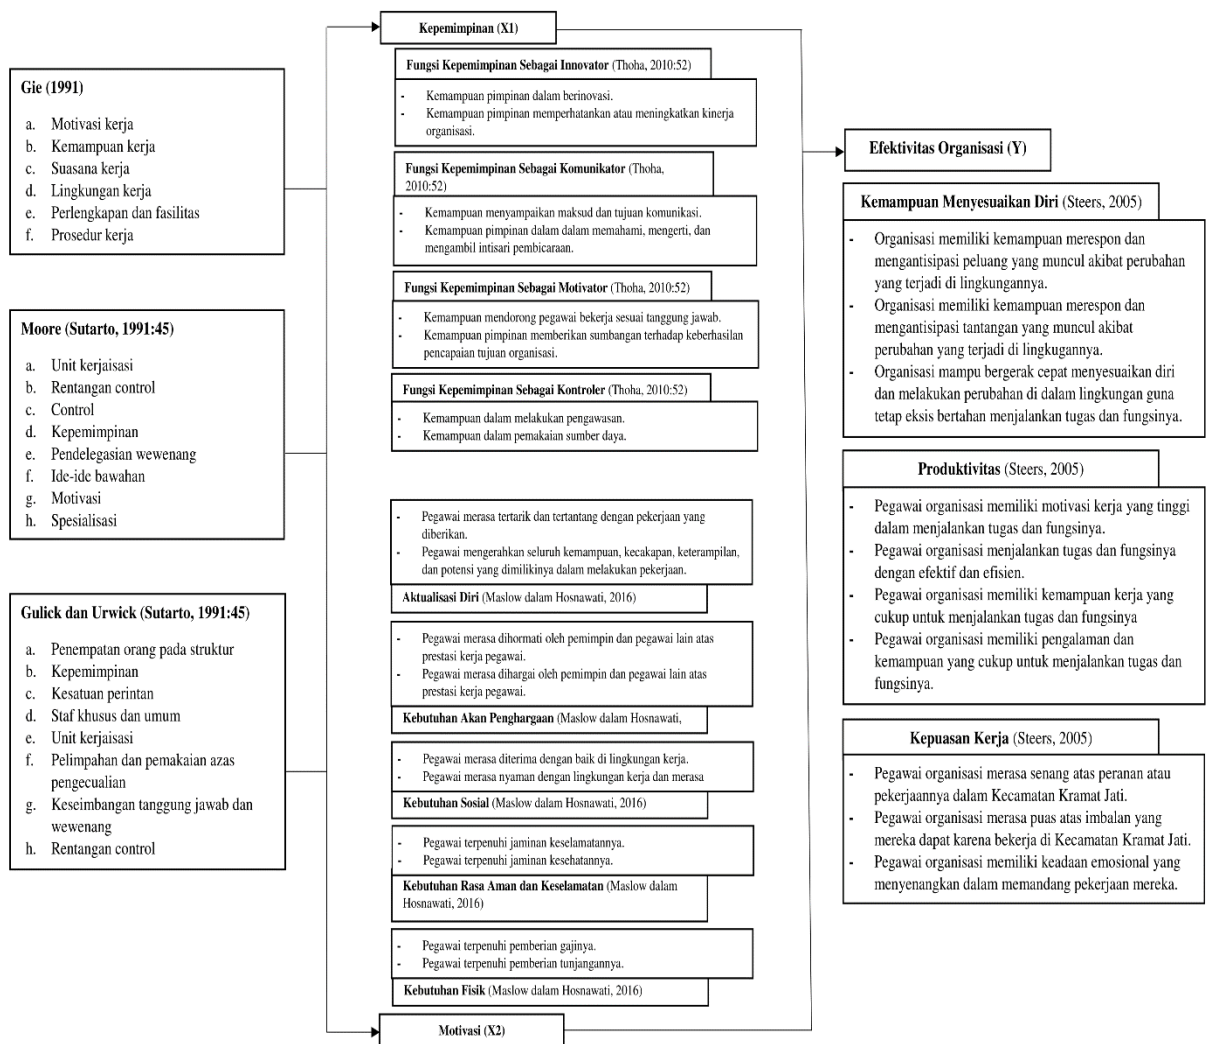 Gie (1991)
a. Motivasi kerja
b. Kemampuan kerja
c. Suasana kerja
d. Lingkungan kerja
e. Perlengkapan dan fasilitas
f. Prosedur kerja
Moore (Sutarto, 1991:45)
a. Unit kerjaisasi
b. Rentangan control
c. Control
d. Kepemimpinan
e. Pendelegasian wewenang
f. Ide-ide bawahan
g. Motivasi
h. Spesialisasi
Gulick dan Urwick (Sutarto, 1991:45)
a. Penempatan orang pada struktur
b. Kepemimpinan
c. Kesatuan perintan
d. Staf khusus dan umum
e. Unit kerjaisasi
f. Pelimpahan dan pemakaian azas
pengecualian
g. Keseimbangan tanggung jawab dan
wewenang
h. Rentangan control
Kepemimpinan (X1)
Fungsi Kepemimpinan Sebagai Innovator (Thoha, 2010:52)
- Kemampuan pimpinan dalam berinovasi.
- Kemampuan pimpinan memperhatankan atau meningkatkan kinerja
organisasi.
Fungsi Kepemimpinan Sebagai Komunikator (Thoha,
2010:52)
- Kemampuan menyampaikan maksud dan tujuan komunikasi.
- Kemampuan pimpinan dalam dalam memahami, mengerti, dan
mengambil intisari pembicaraan.
Fungsi Kepemimpinan Sebagai Motivator (Thoha, 2010:52)
- Kemampuan mendorong pegawai bekerja sesuai tanggung jawab.
- Kemampuan pimpinan memberikan sumbangan terhadap keberhasilan
pencapaian tujuan organisasi.
Fungsi Kepemimpinan Sebagai Kontroler (Thoha, 2010:52)
- Kemampuan dalam melakukan pengawasan.
- Kemampuan dalam pemakaian sumber daya.
- Pegawai merasa tertarik dan tertantang dengan pekerjaan yang
diberikan.
- Pegawai mengerahkan seluruh kemampuan, kecakapan, keterampilan,
dan potensi yang dimilikinya dalam melakukan pekerjaan.
Aktualisasi Diri (Maslow dalam Hosnawati, 2016)
- Pegawai merasa dihormati oleh pemimpin dan pegawai lain atas
prestasi kerja pegawai.
- Pegawai merasa dihargai oleh pemimpin dan pegawai lain atas
prestasi kerja pegawai.
Kebutuhan Akan Penghargaan (Maslow dalam Hosnawati,
- Pegawai merasa diterima dengan baik di lingkungan kerja.
- Pegawai merasa nyaman dengan lingkungan kerja dan merasa
Kebutuhan Sosial (Maslow dalam Hosnawati, 2016)
- Pegawai terpenuhi jaminan keselamatannya.
- Pegawai terpenuhi jaminan kesehatannya.
Kebutuhan Rasa Aman dan Keselamatan (Maslow dalam
Hosnawati, 2016)
- Pegawai terpenuhi pemberian gajinya.
- Pegawai terpenuhi pemberian tunjangannya.
Kebutuhan Fisik (Maslow dalam Hosnawati, 2016)
Motivasi (X2)
Efektivitas Organisasi (Y)
Kemampuan Menyesuaikan Diri (Steers, 2005)
- Organisasi memiliki kemampuan merespon dan
mengantisipasi peluang yang muncul akibat perubahan
yang terjadi di lingkungannya.
- Organisasi memiliki kemampuan merespon dan
mengantisipasi tantangan yang muncul akibat
perubahan yang terjadi di lingkugannya.
- Organisasi mampu bergerak cepat menyesuaikan diri
dan melakukan perubahan di dalam lingkungan guna
tetap eksis bertahan menjalankan tugas dan fungsinya.
Produktivitas (Steers, 2005)
- Pegawai organisasi memiliki motivasi kerja yang tinggi
dalam menjalankan tugas dan fungsinya.
- Pegawai organisasi menjalankan tugas dan fungsinya
dengan efektif dan efisien.
- Pegawai organisasi memiliki kemampuan kerja yang
cukup untuk menjalankan tugas dan fungsinya
- Pegawai organisasi memiliki pengalaman dan
kemampuan yang cukup untuk menjalankan tugas dan
fungsinya.
Kepuasan Kerja (Steers, 2005)
- Pegawai organisasi merasa senang atas peranan atau
pekerjaannya dalam Kecamatan Kramat Jati.
- Pegawai organisasi merasa puas atas imbalan yang
mereka dapat karena bekerja di Kecamatan Kramat Jati.
- Pegawai organisasi memiliki keadaan emosional yang
menyenangkan dalam memandang pekerjaan mereka.